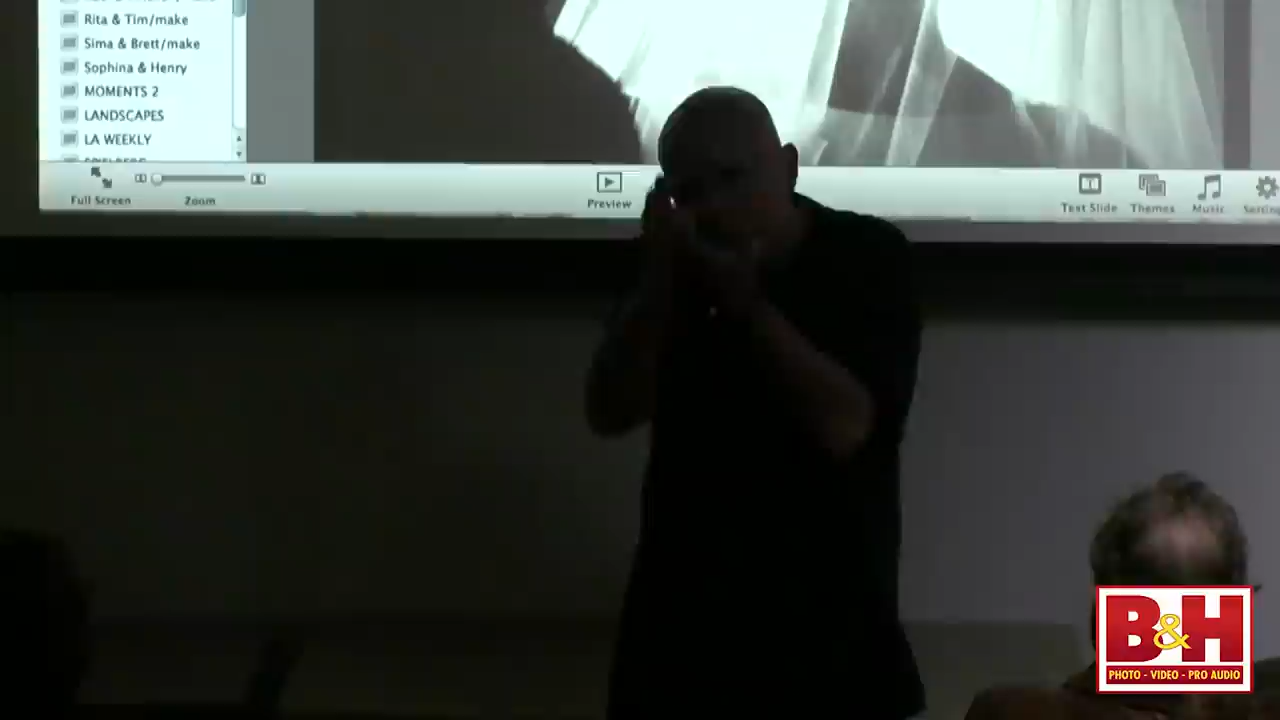 Rita & Tim/make
Sima & Brett/make
Sophina & Henry
MOMENTS 2
LANDSCAPES
LA WEEKLY
Full Screen
Zoom
Preview
Text Slide
Themes
Music
B&H
PHOTO - VIDEO - PRO AUDIO